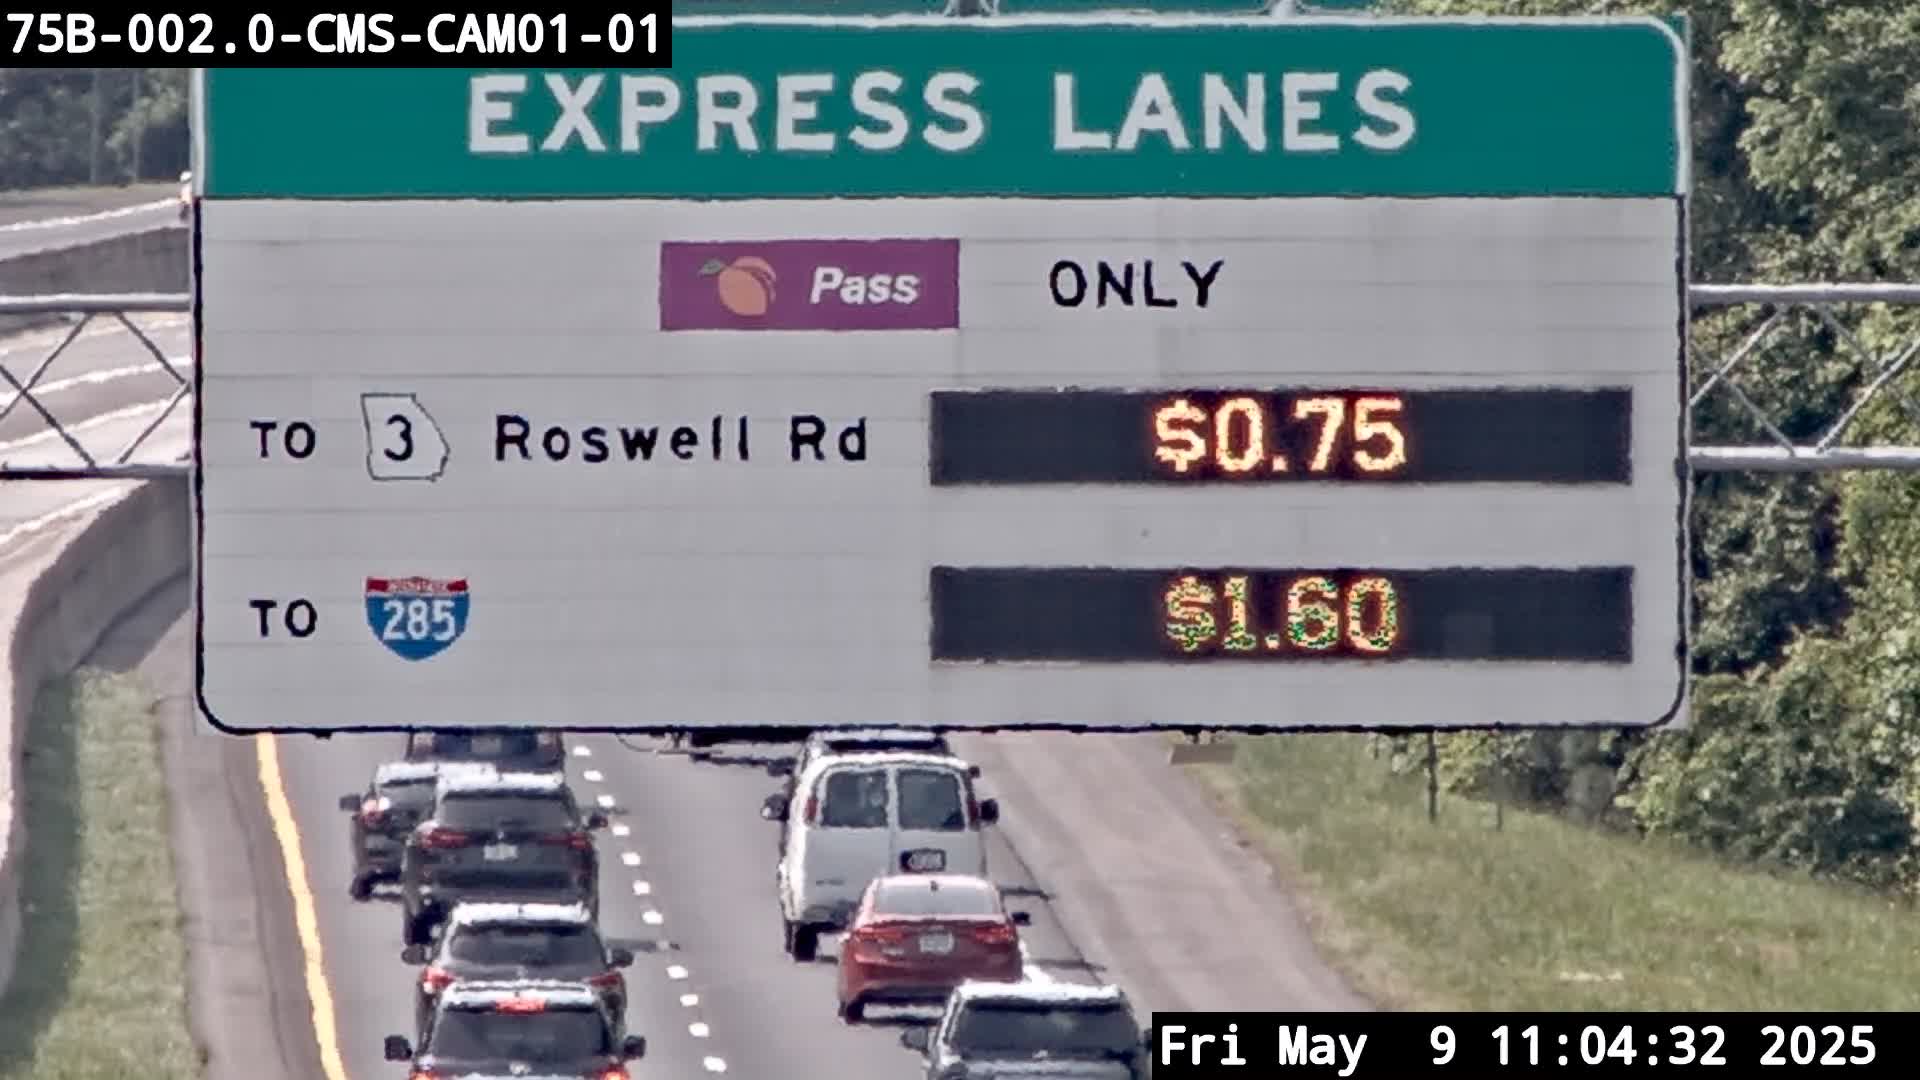 75B-002.0-CMS-CAM01-01
EXPRESS LANES
Pass ONLY
TO 3 Roswell Rd $0.75
TO 285 $1.60
Fri May 9 11:04:32 2025